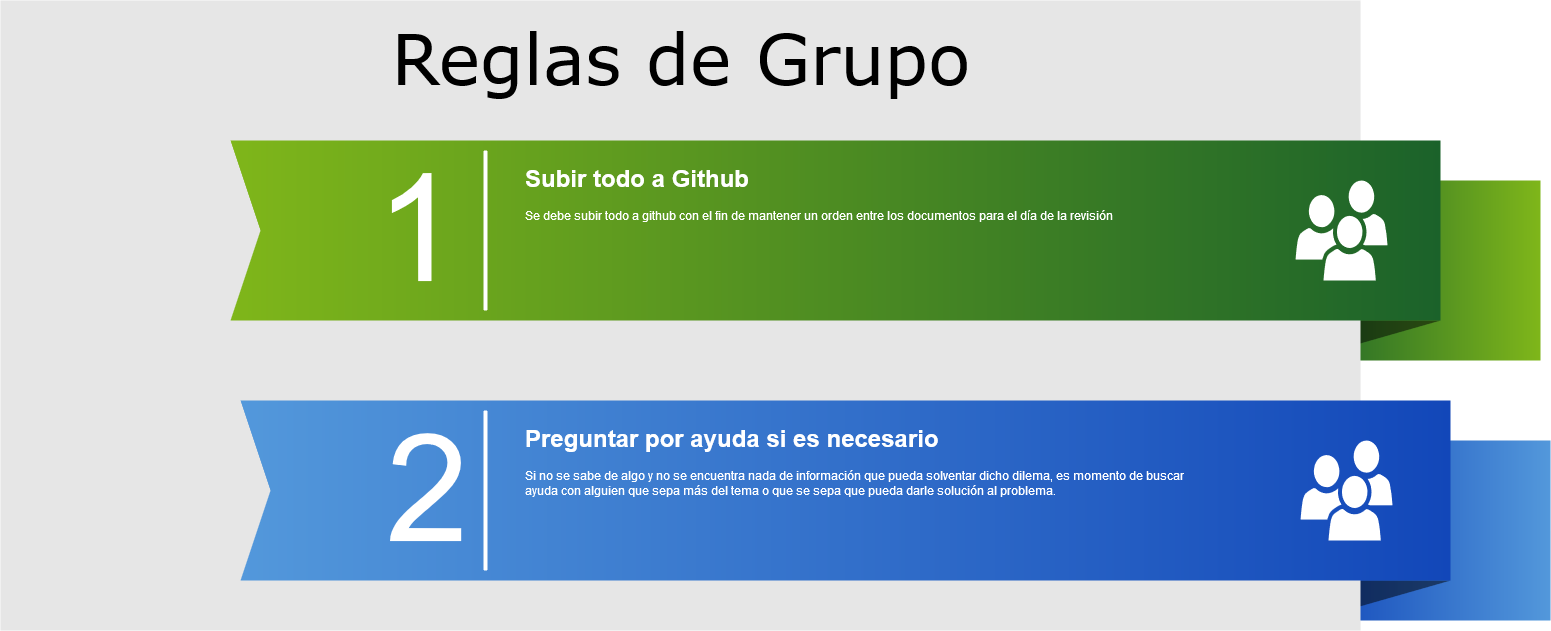 Reglas de Grupo
1
Subir todo a Github
Se debe subir todo a github con el fin de mantener un orden entre los documentos para el día de la revisión
2
Preguntar por ayuda si es necesario
Si no se sabe de algo y no se encuentra nada de información que pueda solventar dicho dilema, es momento de buscar
ayuda con alguien que sepa más del tema o que se sepa que pueda darle solución al problema.